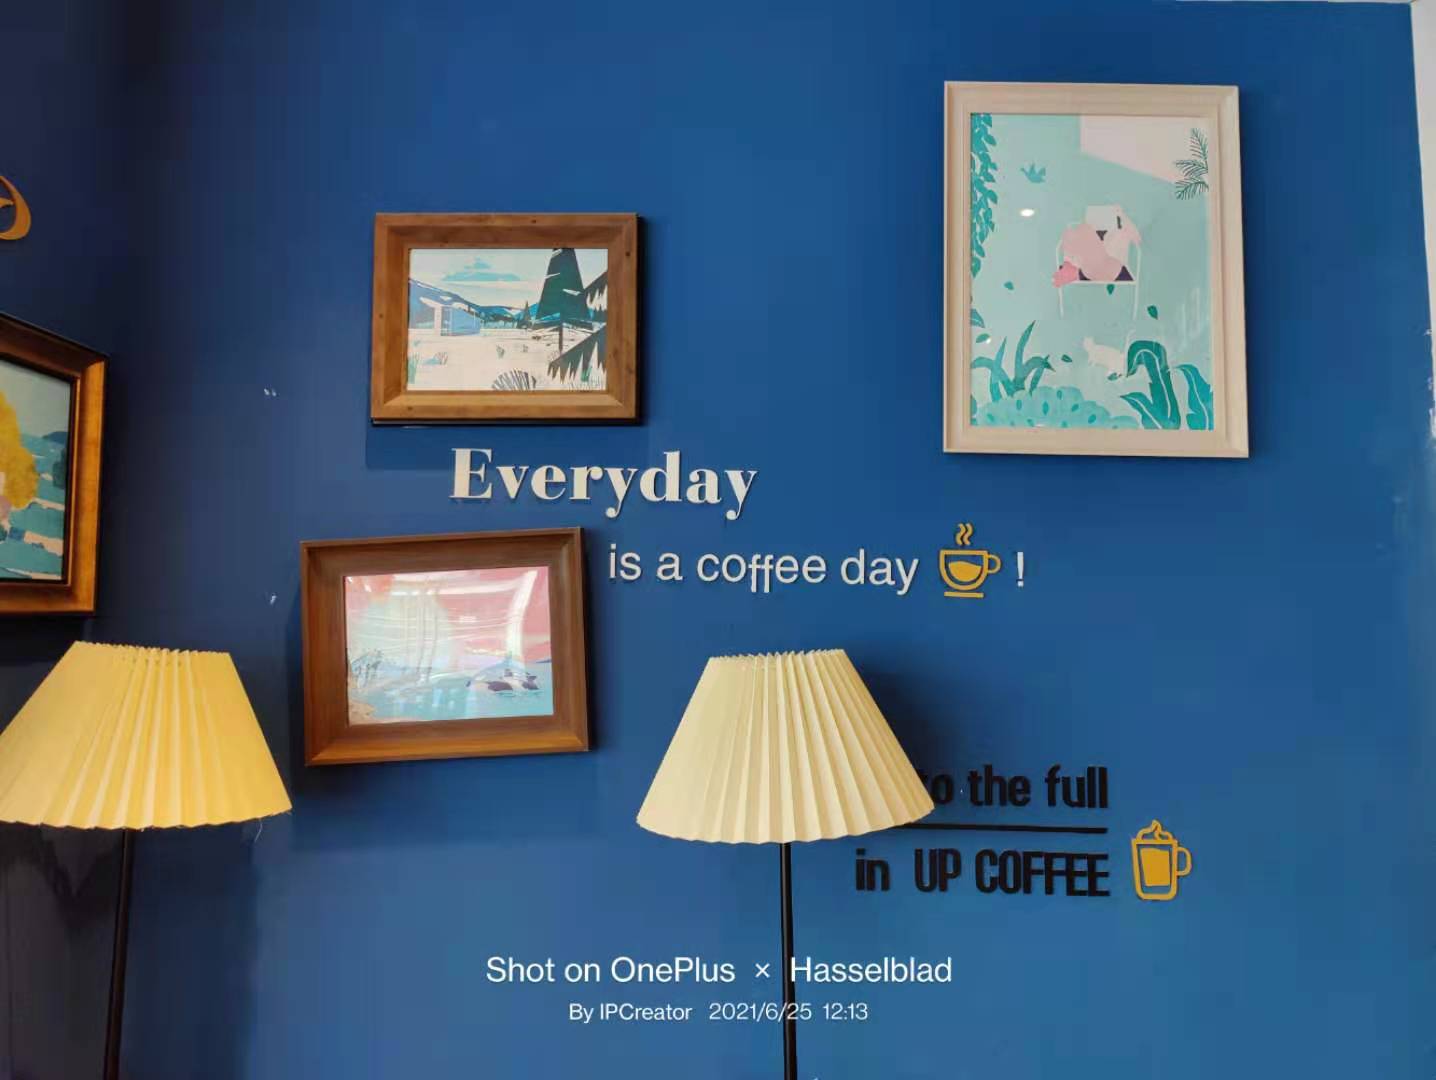 Everyday
is a coffee day !
to the full
in UP COFFEE
Shot on OnePlus × Hasselblad
By IPCreator 2021/6/25 12:13